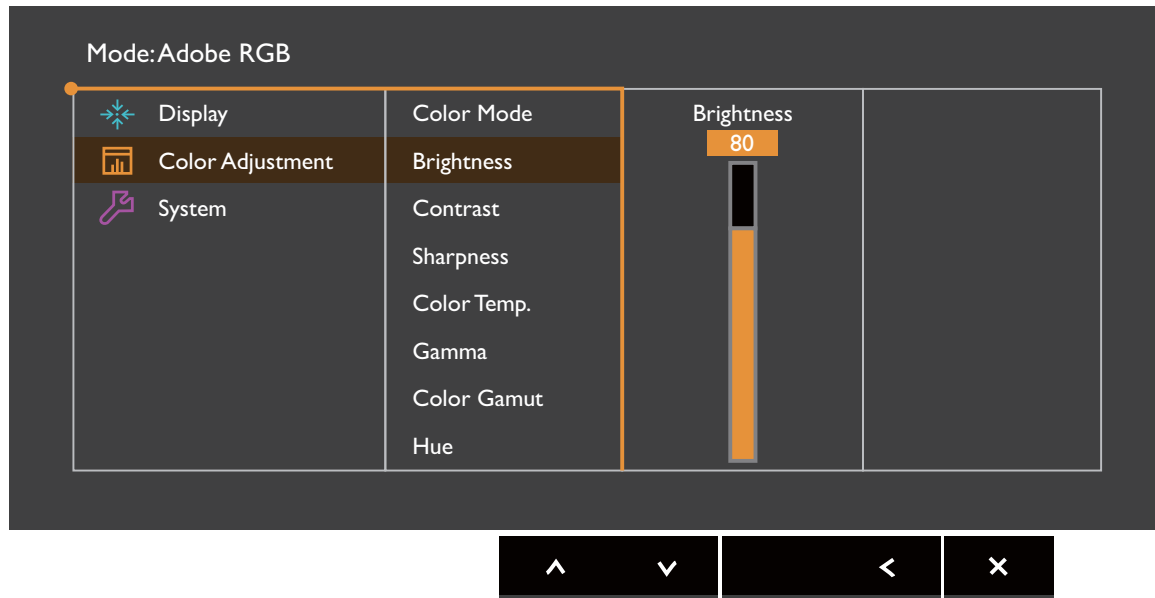 Mode: Adobe RGB
Display
Color Adjustment
System
Color Mode
Brightness
Contrast
Sharpness
Color Temp.
Gamma
Color Gamut
Hue
Brightness
80